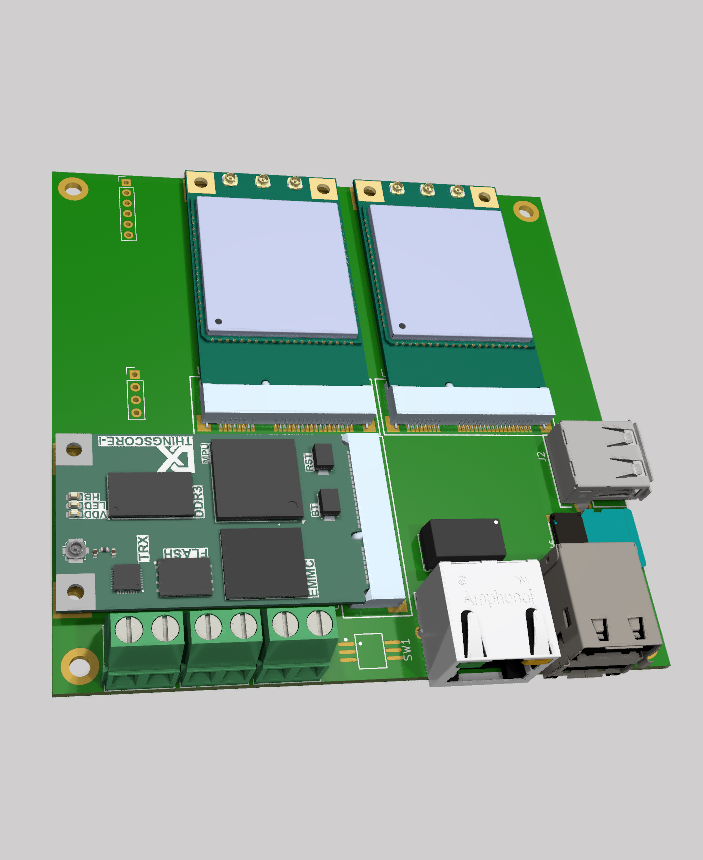 J2
THINGSCORE-I
MPU
RST
HB
LED
VDD
DDR3
BT
TRX
FLASH
EMMC
Amphenol
SW1